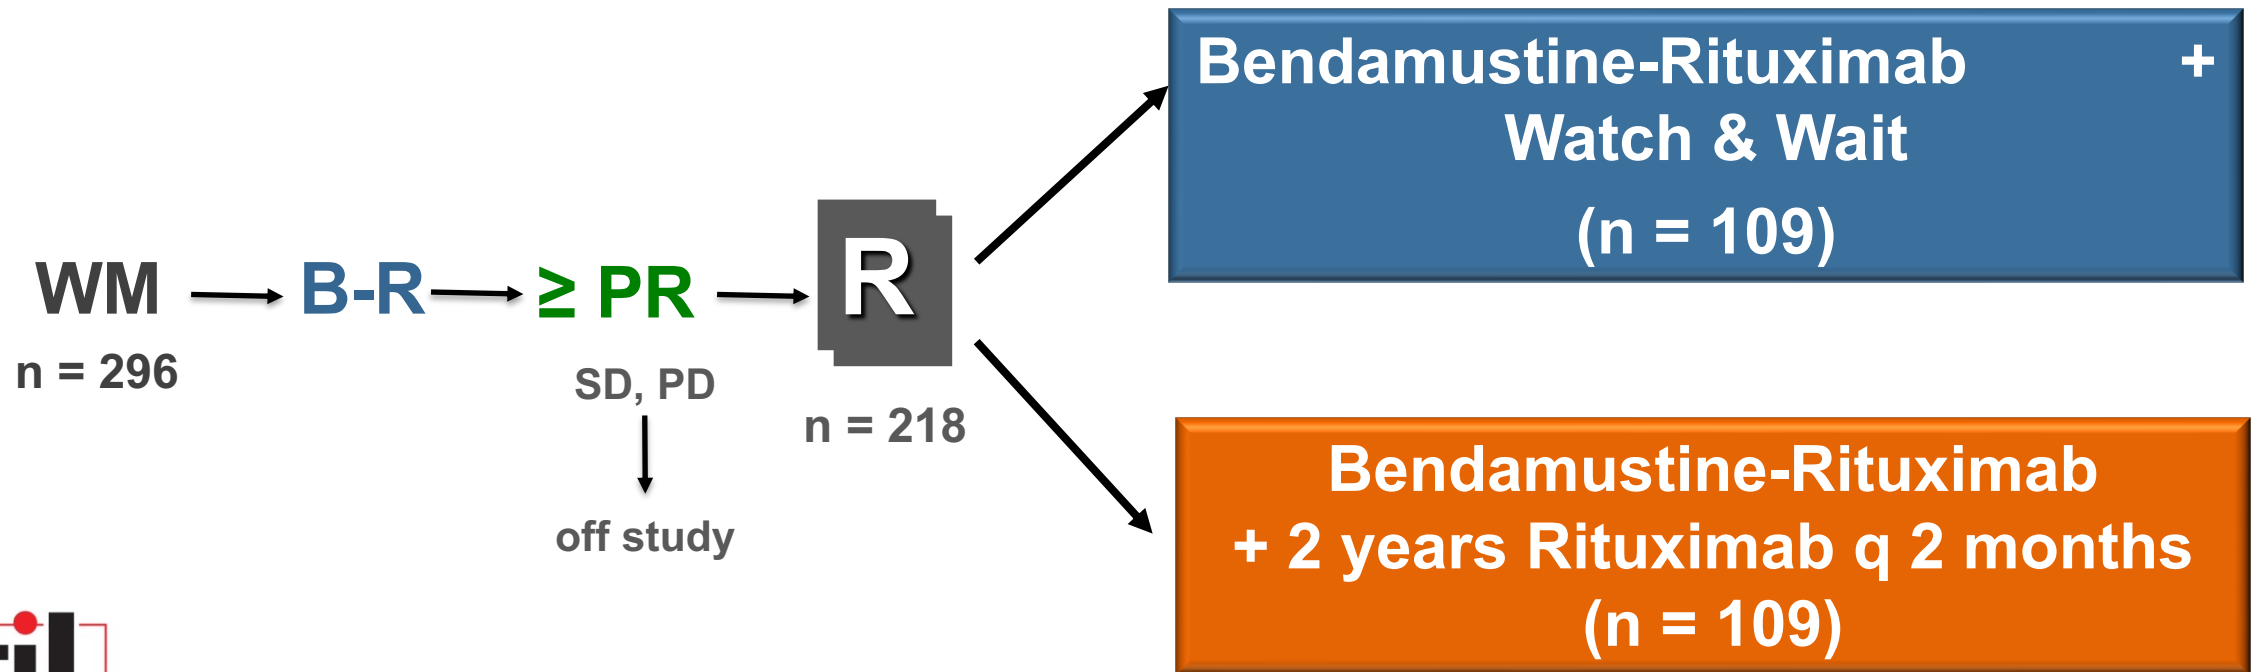 Bendamustine-Rituximab +
Watch & Wait
(n = 109)
WM
B-R
≥ PR
R
n = 296
SD, PD
n = 218
off study
Bendamustine-Rituximab
+ 2 years Rituximab q 2 months
(n = 109)